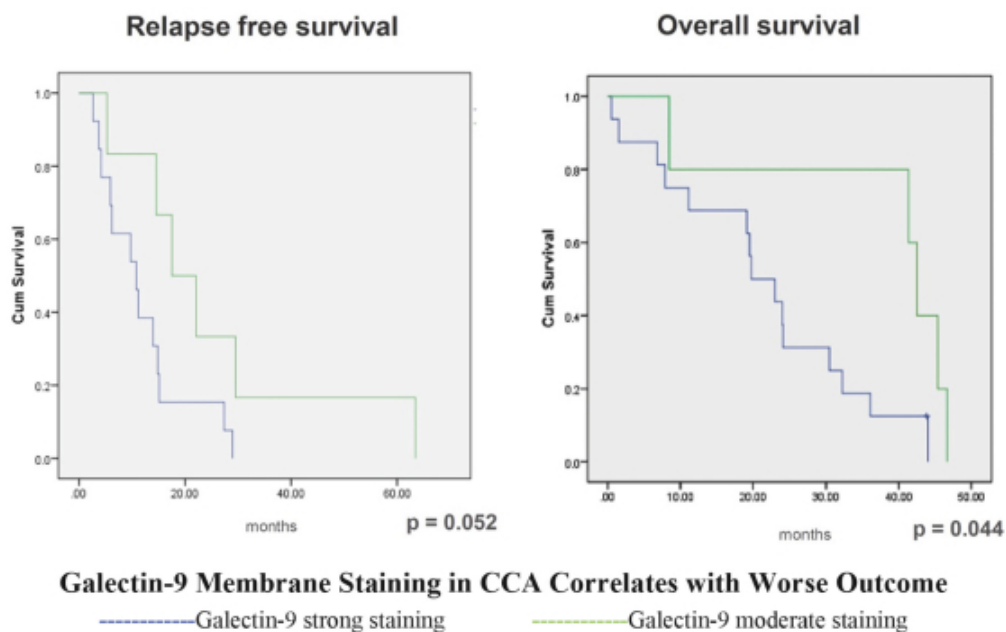 Relapse free survival
Overall survival
Cum Survival
1.0
0.8
0.6
0.4
0.2
0.0
.00
20.00
40.00
60.00
months
p = 0.052
Cum Survival
1.0
0.8
0.6
0.4
0.2
0.0
.00
10.00
20.00
30.00
40.00
50.00
months
p = 0.044
Galectin-9 Membrane Staining in CCA Correlates with Worse Outcome
Galectin-9 strong staining
Galectin-9 moderate staining